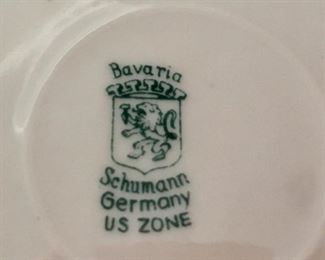 Bavaria
Schumann
Germany
US ZONE